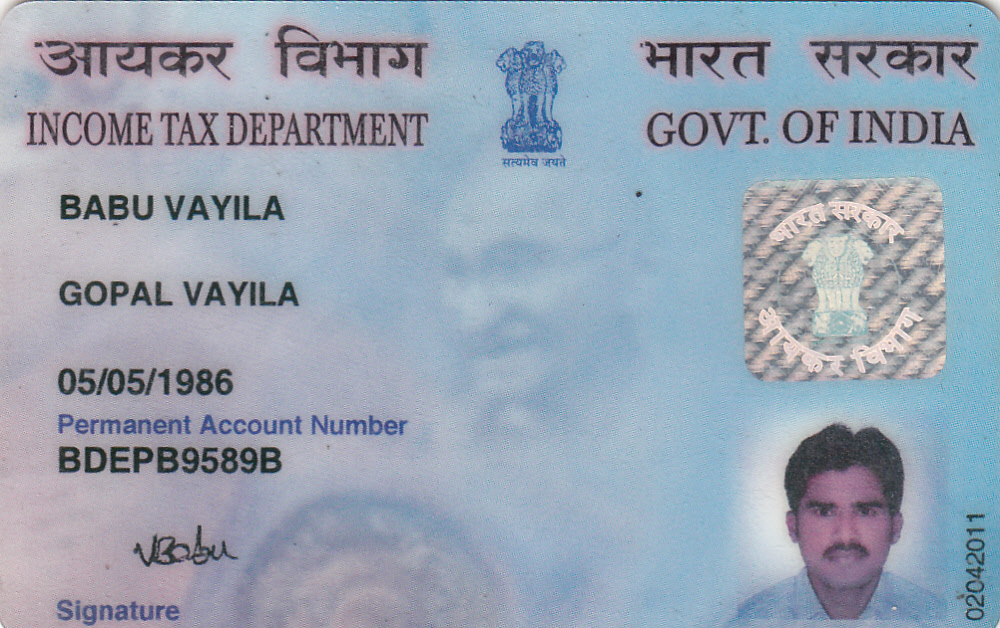 आयकर विभाग
INCOME TAX DEPARTMENT
सत्यमेव जयते
भारत सरकार
GOVT. OF INDIA
BABU VAYILA
GOPAL VAYILA
05/05/1986
Permanent Account Number
BDEPB9589B
VBabu
Signature
भारत सरकार
आयकर विभाग
02042011